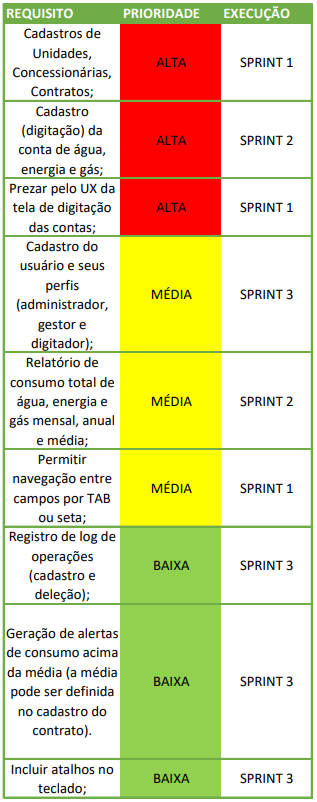 REQUISITO PRIORIDADE EXECUÇÃO
Cadastros de
Unidades,
Concessionárias,
Contratos;
ALTA
SPRINT 1
Cadastro
(digitação) da
conta de água,
energia e gás;
ALTA
SPRINT 2
Prezar pelo UX da
tela de digitação
das contas;
ALTA
SPRINT 1
Cadastro do
usuário e seus
perfis
(administrador,
gestor e
digitador);
MÉDIA
SPRINT 3
Relatório de
consumo total de
água, energia e
gás mensal, anual
e média;
MÉDIA
SPRINT 2
Permitir
navegação entre
campos por TAB
ou seta;
MÉDIA
SPRINT 1
Registro de log de
operações
(cadastro e
deleção);
BAIXA
SPRINT 3
Geração de alertas
de consumo acima
da média (a média
pode ser definida
no cadastro do
contrato).
BAIXA
SPRINT 3
Incluir atalhos no
teclado;
BAIXA
SPRINT 3